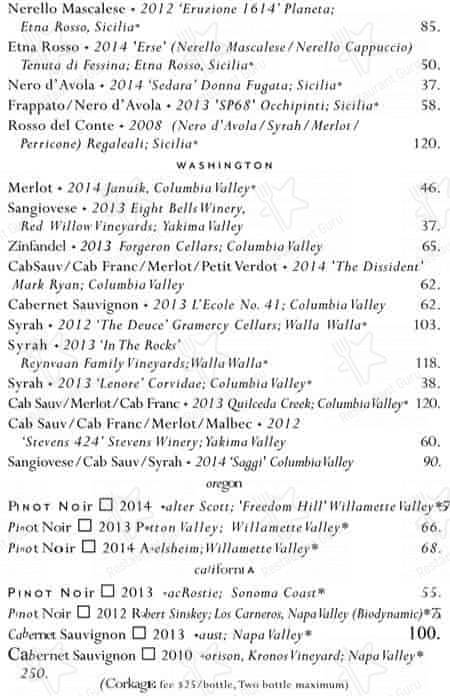 Nerello Mascalese • 2012 'Eruzione 1614' Planeta;
Etna Rosso, Sicilia* 85.
Etna Rosso • 2014 'Erse' (Nerello Mascalese/Nerello Cappuccio)
Tenuta di Fessina; Etna Rosso, Sicilia* 50.
Nero d'Avola • 2014 'Sedara' Donna Fugata; Sicilia* 37.
Frappato/Nero d'Avola • 2013 'SP68' Occhipinti; Sicilia* 58.
Rosso del Conte • 2008 (Nero d'Avola/Syrah/Merlot/
Perricone) Regaleali; Sicilia* 120.
WASHINGTON
Merlot • 2014 Januik, Columbia Valley* 46.
Sangiovese • 2013 Eight Bells Winery,
Red Willow Vineyards; Yakima Valley 37.
Zinfandel • 2013 Forgeron Cellars; Columbia Valley 65.
CabSauv/Cab Franc/Merlot/Petit Verdot • 2014 'The Dissident'
Mark Ryan; Columbia Valley 62.
Cabernet Sauvignon • 2013 L'Ecole No. 41; Columbia Valley 62.
Syrah • 2012 'The Deuce' Gramercy Cellars; Walla Walla* 103.
Syrah • 2013 'In The Rocks'
Reynvaan Family Vineyards; Walla Walla* 118.
Syrah • 2013 'Lenore' Corvidae; Columbia Valley* 38.
Cab Sauv/Merlot/Cab Franc • 2013 Quilceda Creek; Columbia Valley* 120.
Cab Sauv/Cab Franc/Merlot/Malbec • 2012
'Stevens 424' Stevens Winery; Yakima Valley 60.
Sangiovese/Cab Sauv/Syrah • 2014 'Saggi' Columbia Valley 90.
oregon
PINOT NOIR □ 2014 •alter Scott; 'Freedom Hill' Willamette Valley*
Pinot Noir □ 2013 Patton Valley; Willamette Valley* 66.
Pinot Noir □ 2014 Adelsheim; Willamette Valley* 68.
californiA
PINOT NOIR □ 2013 •acRostie; Sonoma Coast* 55.
Pinot Noir □ 2012 Robert Sinskey; Los Carneros, Napa Valley (Biodynamic)* 75.
Cabernet Sauvignon □ 2013 •aust; Napa Valley* 100.
Cabernet Sauvignon □ 2010 •orison, Kronos Vineyard; Napa Valley*
250.
(Corkage fee $25/bottle, Two bottle maximum)